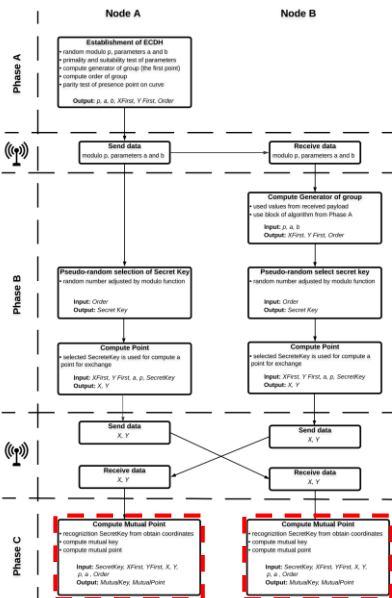 Node A
Node B
Phase A
Establishment of ECDH
• random modulo p, parameters a and b
• primality and suitability test of parameters
• compute generator of group (the first point)
• compute order of group
• parity test of presence point on curve
Output: p, a, b, XFirst, Y First, Order
Send data
modulo p, parameters a and b
Receive data
modulo p, parameters a and b
Phase B
Compute Generator of group
• used values from received payload
• use block of algorithm from Phase A
Input: p, a, b
Output: XFirst, Y First, Order
Pseudo-random selection of Secret Key
• random number adjusted by modulo function
Input: Order
Output: Secret Key
Pseudo-random select secret key
• random number adjusted by modulo function
Input: Order
Output: Secret Key
Compute Point
• selected SecreteKey is used for compute a
point for exchange
Input: XFirst, Y First, a, p, SecretKey
Output: X, Y
Compute Point
• selected SecreteKey is used for compute a
point for exchange
Input: XFirst, Y First, a, p, SecretKey
Output: X, Y
Send data
X, Y
Send data
X, Y
Receive data
X, Y
Receive data
X, Y
Phase C
Compute Mutual Point
• recognizition SecretKey from obtain coordinates
• compute mutual key
• compute mutual point
Input: SecretKey, XFirst, YFirst, X, Y,
p, a , Order
Output: MutualKey, MutualPoint
Compute Mutual Point
• recognizition SecretKey from obtain coordinates
• compute mutual key
• compute mutual point
Input: SecretKey, XFirst, YFirst, X, Y,
p, a , Order
Output: MutualKey, MutualPoint